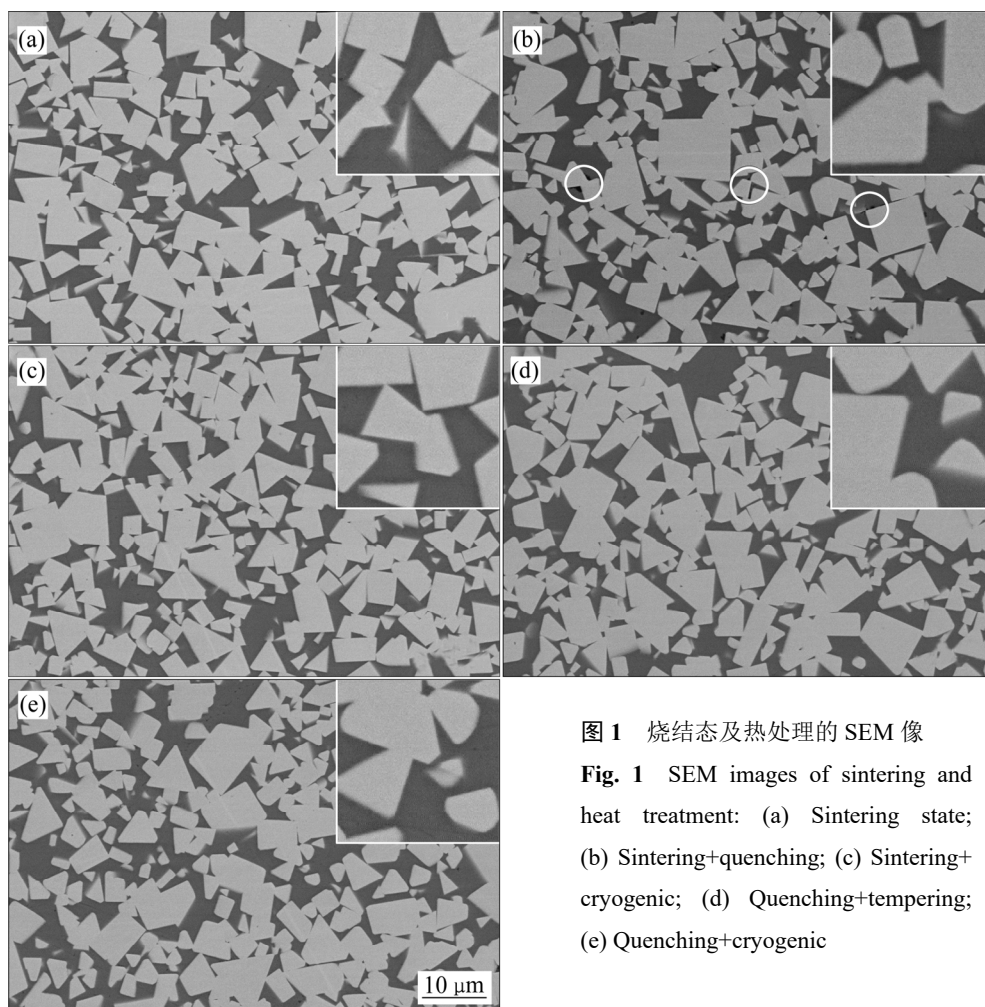 (a)
(b)
(c)
(d)
(e)
10 μm
图 1 烧结态及热处理的 SEM 像
Fig. 1 SEM images of sintering and
heat treatment: (a) Sintering state;
(b) Sintering+quenching; (c) Sintering+
cryogenic; (d) Quenching+tempering;
(e) Quenching+cryogenic